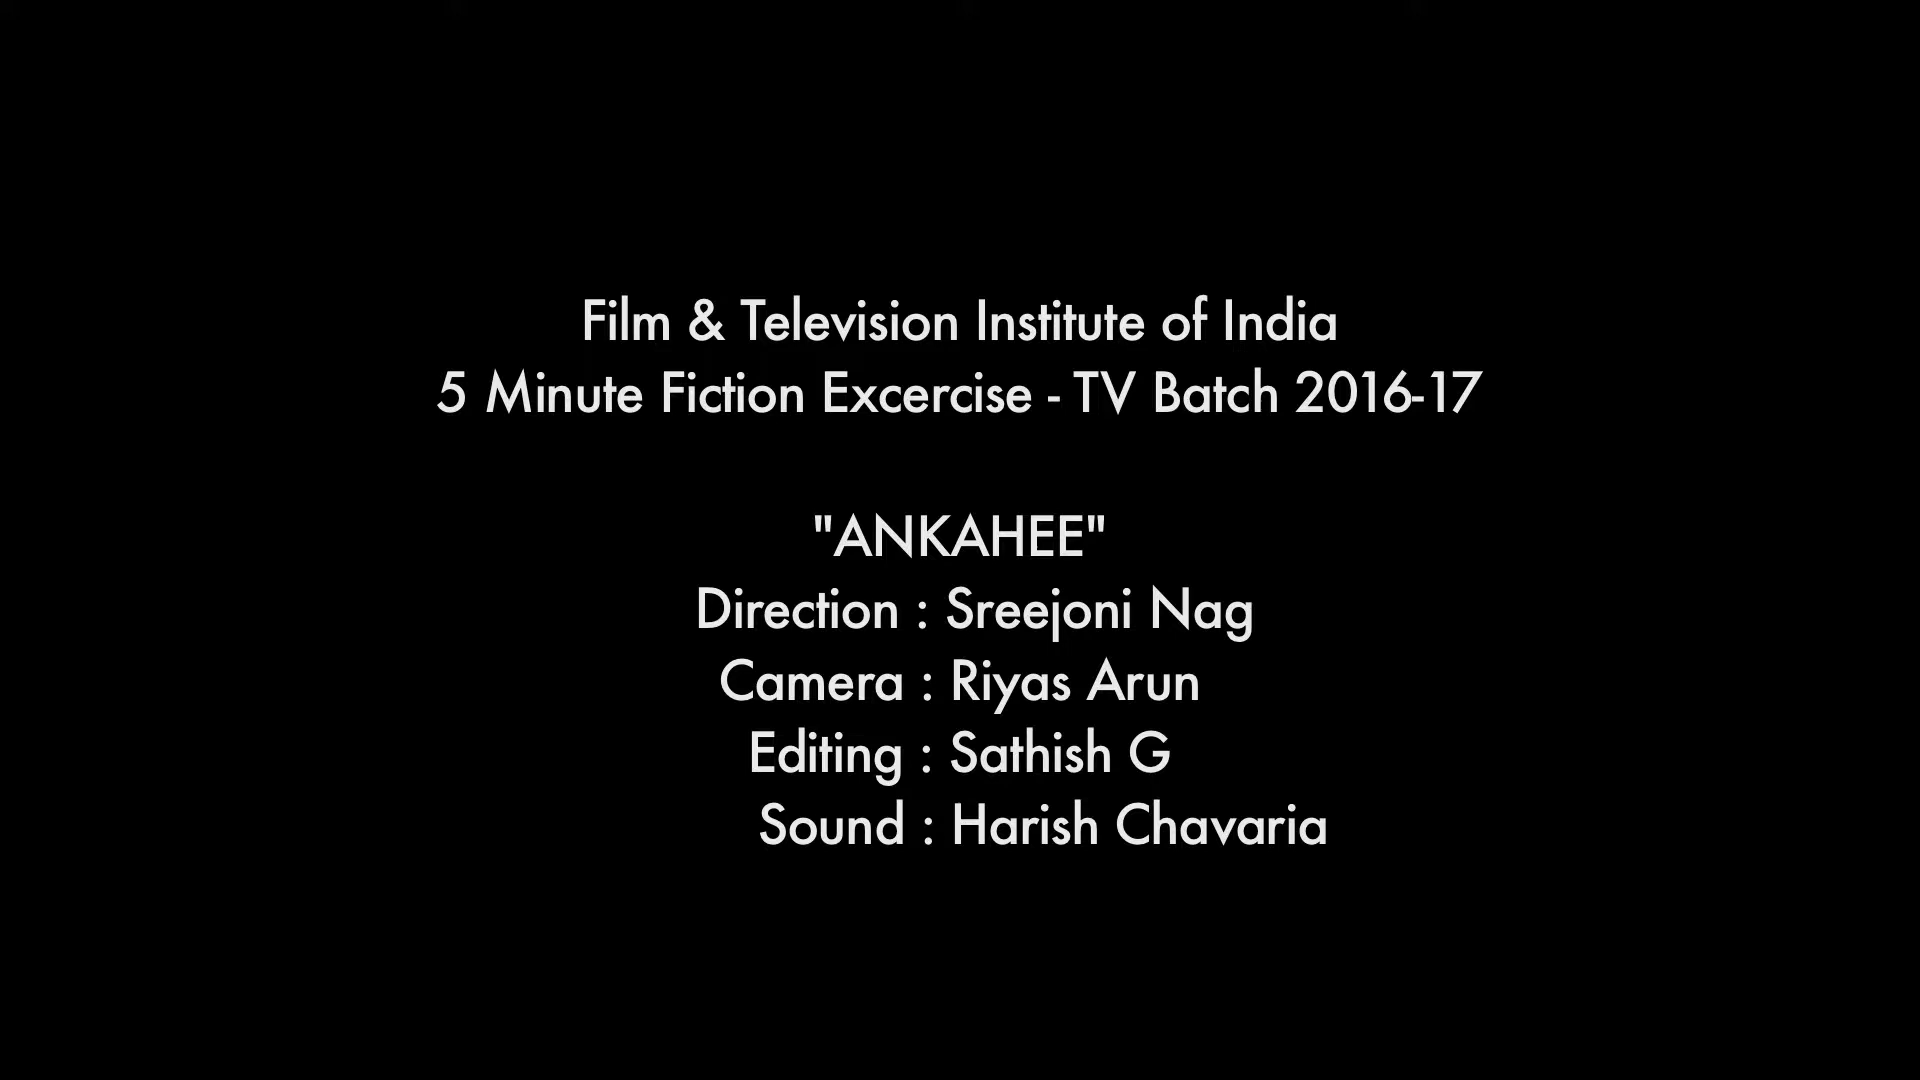 Film & Television Institute of India
5 Minute Fiction Excercise - TV Batch 2016-17
"ANKAHEE"
Direction : Sreejoni Nag
Camera : Riyas Arun
Editing : Sathish G
Sound : Harish Chavaria